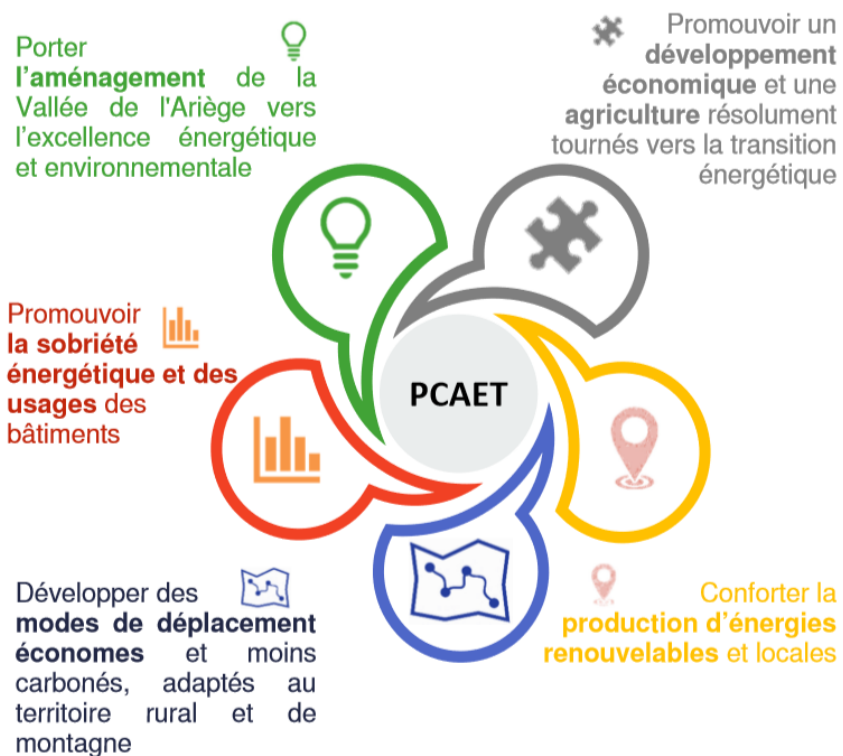 Porter
l'aménagement de la
Vallée de l'Ariège vers
l'excellence énergétique
et environnementale
Promouvoir un
développement
économique et une
agriculture résolument
tournés vers la transition
énergétique
Promouvoir
la sobriété
énergétique et des
usages des
bâtiments
PCAET
Développer des
modes de déplacement
économes et moins
carbonés, adaptés au
territoire rural et de
montagne
Conforter la
production d'énergies
renouvelables et locales